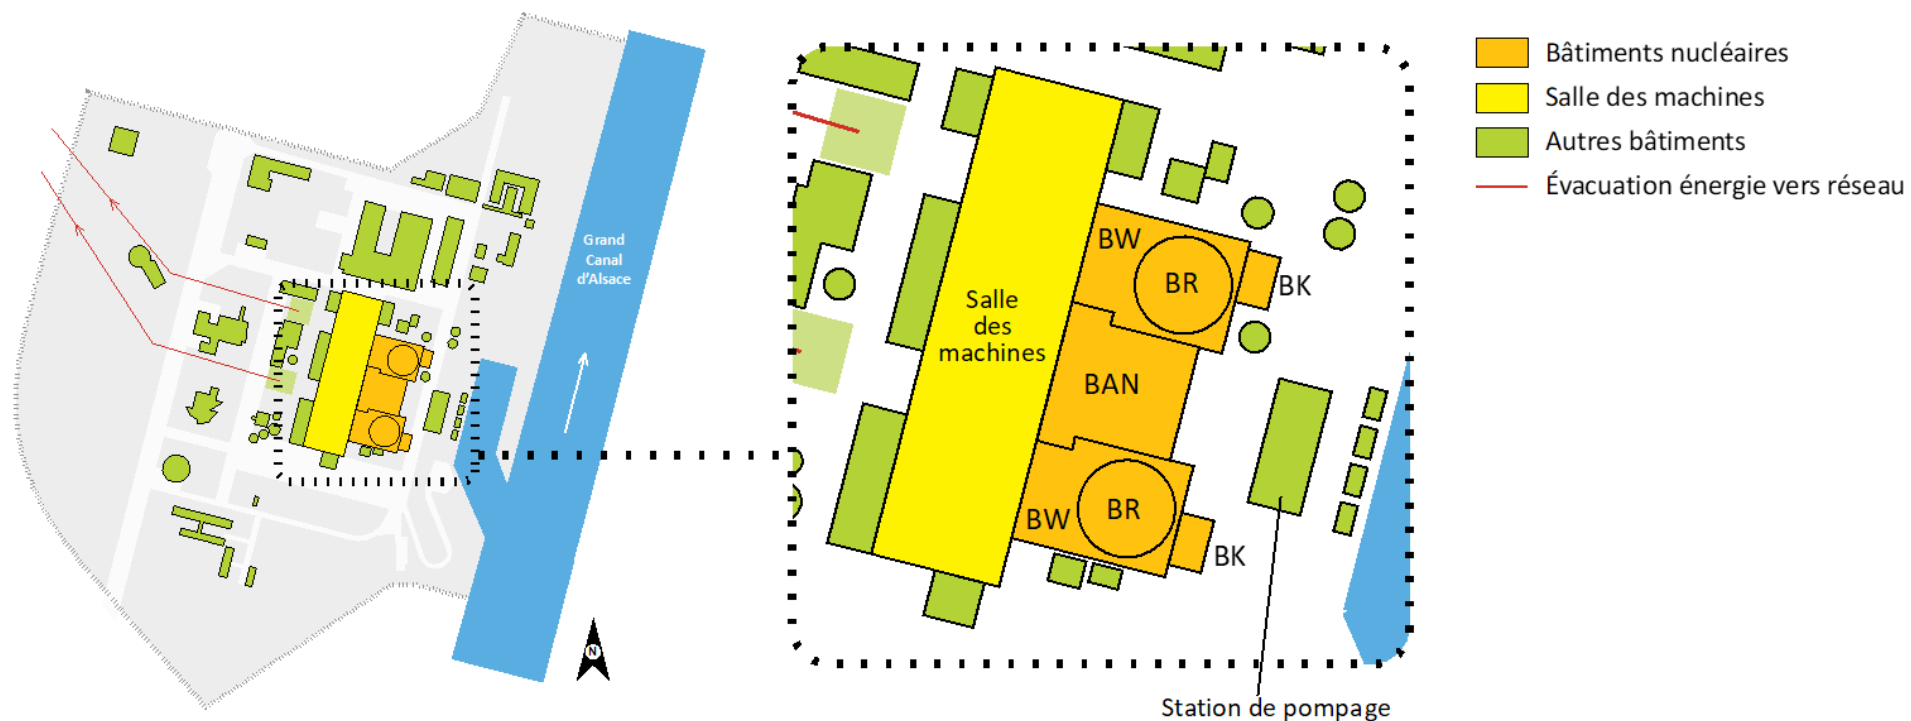 Grand
Canal
d'Alsace
N
BW
BR
BK
Salle
des
machines
BAN
BW
BR
BK
Station de pompage
Bâtiments nucléaires
Salle des machines
Autres bâtiments
Évacuation énergie vers réseau